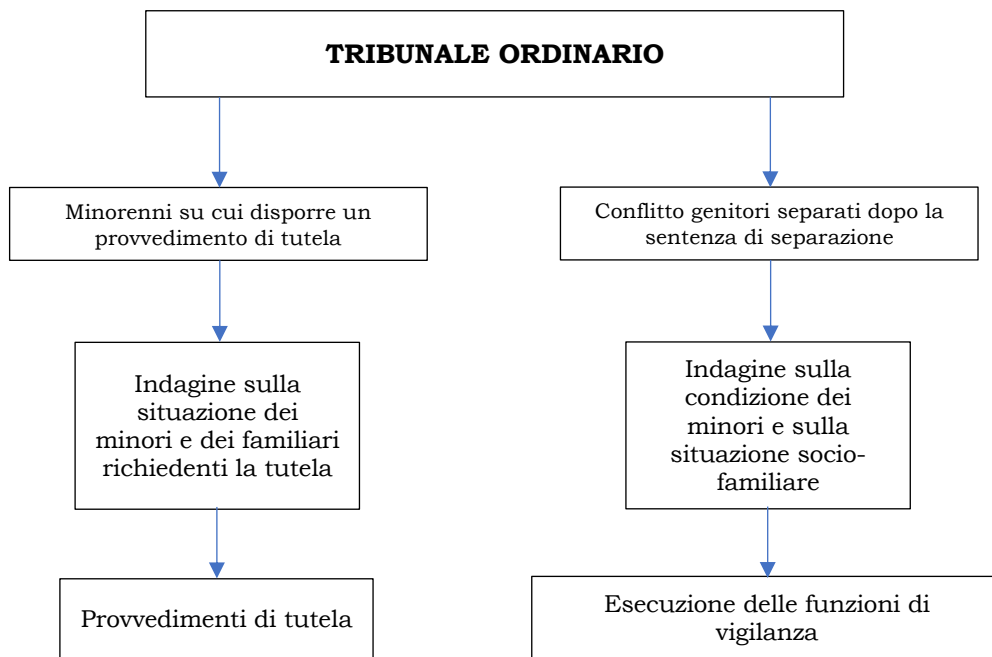 TRIBUNALE ORDINARIO
Minorenni su cui disporre un
provvedimento di tutela
Conflitto genitori separati dopo la
sentenza di separazione
Indagine sulla
situazione dei
minori e dei familiari
richiedenti la tutela
Indagine sulla
condizione dei
minori e sulla
situazione socio-
familiare
Provvedimenti di tutela
Esecuzione delle funzioni di
vigilanza